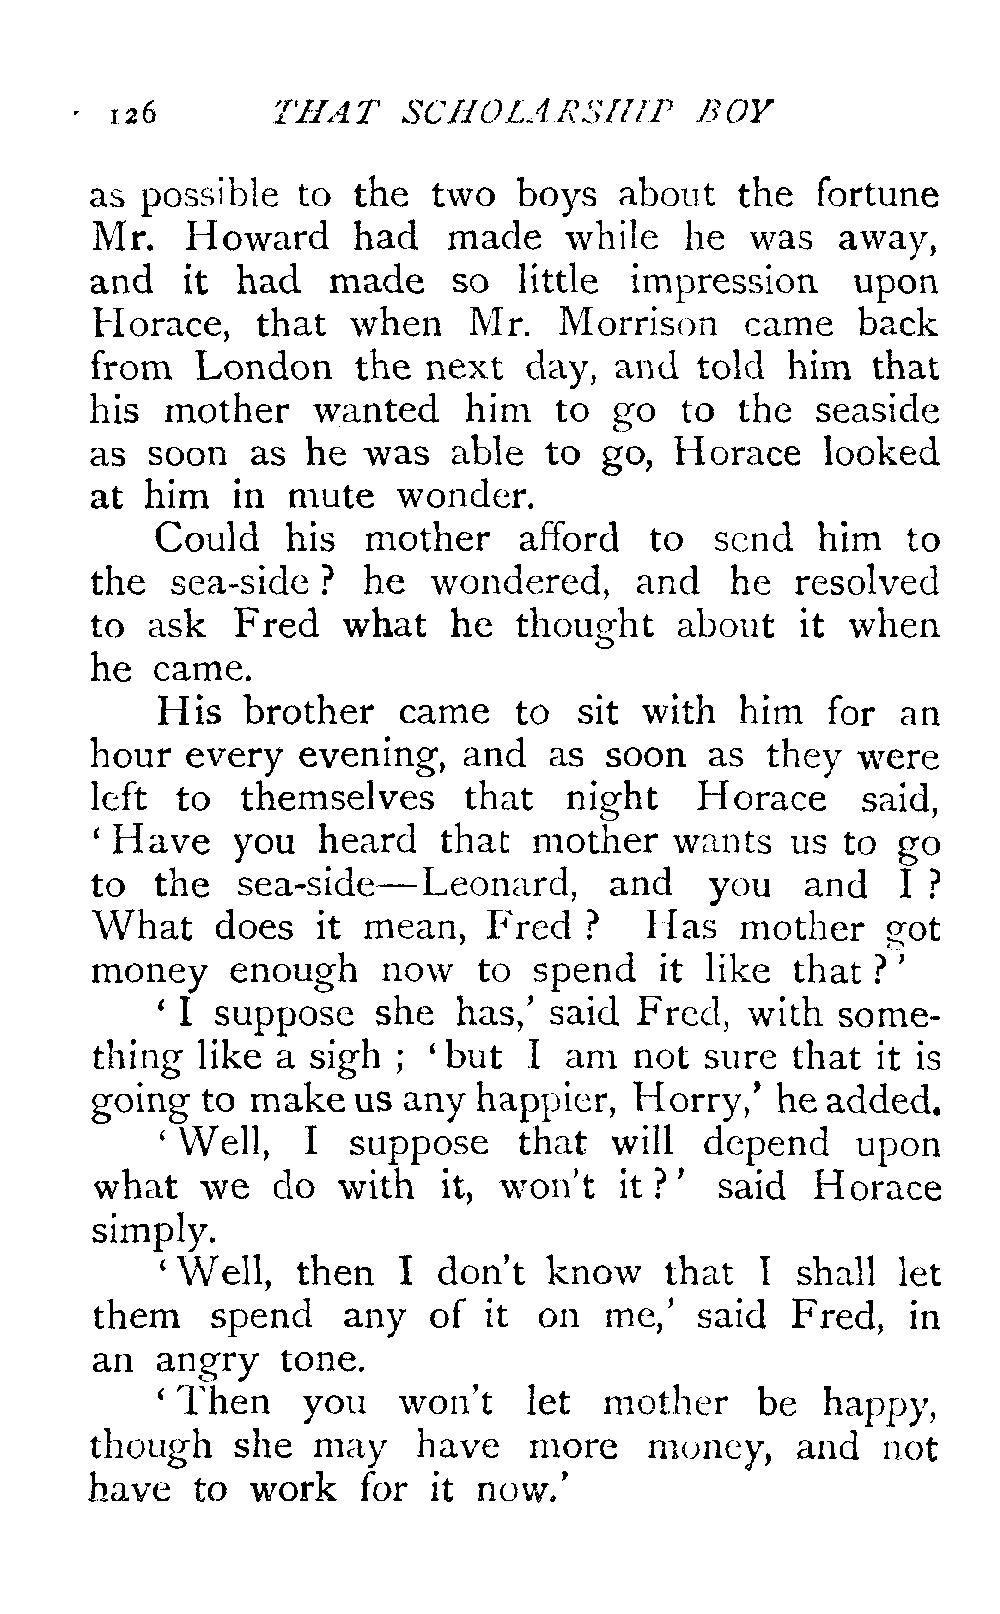 126 THAT SCHOLARSHIP BOY
as possible to the two boys about the fortune
Mr. Howard had made while he was away,
and it had made so little impression upon
Horace, that when Mr. Morrison came back
from London the next day, and told him that
his mother wanted him to go to the seaside
as soon as he was able to go, Horace looked
at him in mute wonder.
Could his mother afford to send him to
the sea-side ? he wondered, and he resolved
to ask Fred what he thought about it when
he came.
His brother came to sit with him for an
hour every evening, and as soon as they were
left to themselves that night Horace said,
‘ Have you heard that mother wants us to go
to the sea-side—Leonard, and you and I ?
What does it mean, Fred ? Has mother got
money enough now to spend it like that ? ’
‘ I suppose she has,’ said Fred, with some-
thing like a sigh ; ‘ but I am not sure that it is
going to make us any happier, Horry,’ he added.
‘ Well, I suppose that will depend upon
what we do with it, won’t it ? ’ said Horace
simply.
‘ Well, then I don’t know that I shall let
them spend any of it on me,’ said Fred, in
an angry tone.
‘ Then you won’t let mother be happy,
though she may have more money, and not
have to work for it now.’